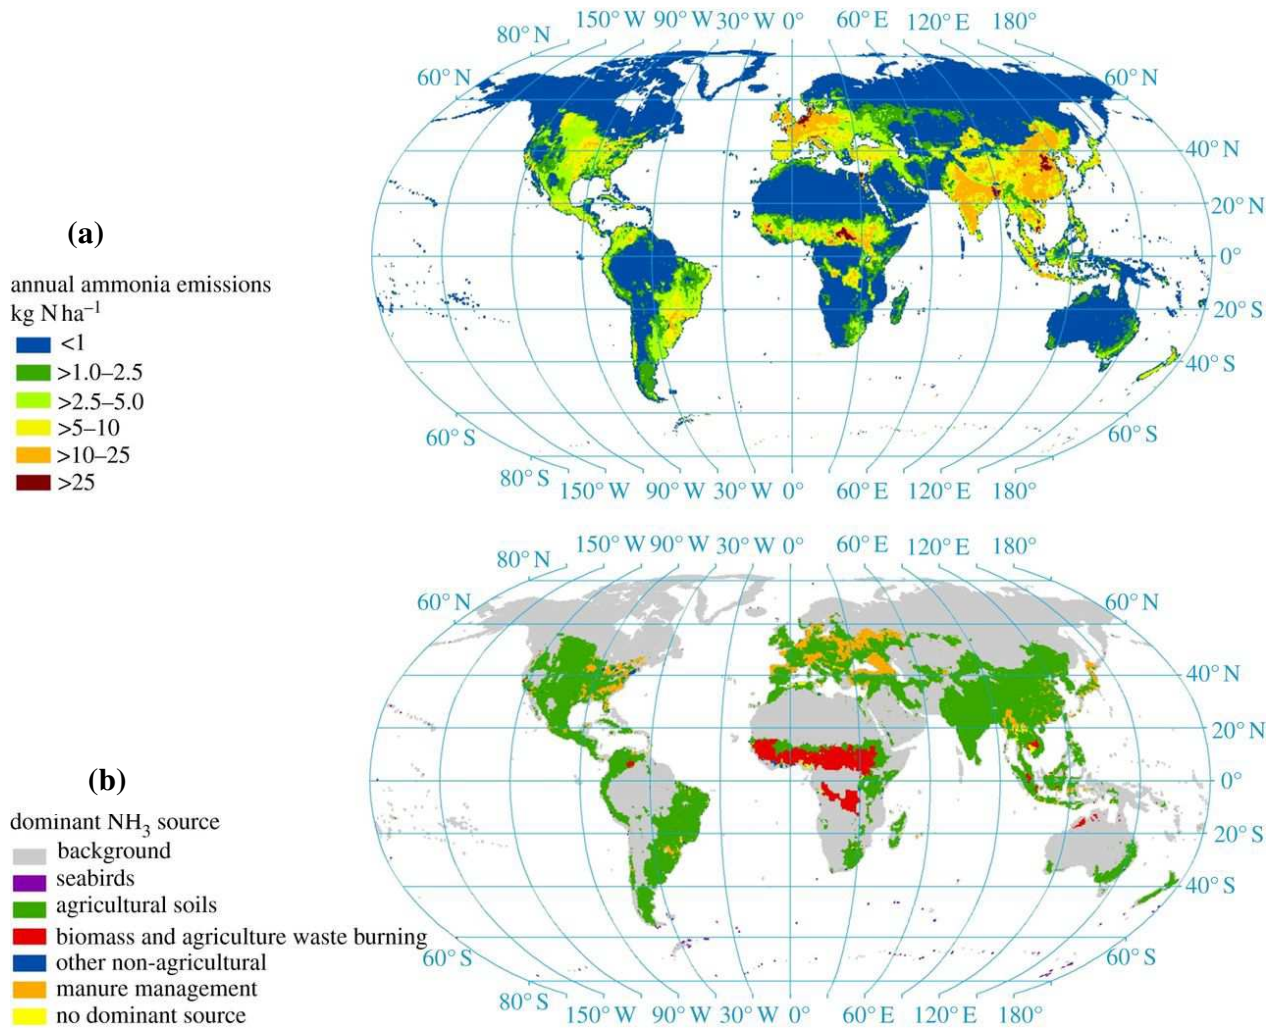 150° W 90° W 30° W 0° 60° E 120° E 180°
80° N
60° N 60° N
40° N
20° N
(a)
0°
annual ammonia emissions
kg N ha⁻¹
<1
20° S
>1.0–2.5
40° S
>2.5–5.0
>5–10
60° S 60° S
>10–25
>25
80° S
150° W 90° W 30° W 0° 60° E 120° E 180°
150° W 90° W 30° W 0° 60° E 120° E 180°
80° N
60° N 60° N
40° N
20° N
(b)
0°
dominant NH₃ source
20° S
background
seabirds
40° S
agricultural soils
biomass and agriculture waste burning
60° S 60° S
other non-agricultural
manure management
80° S
no dominant source
150° W 90° W 30° W 0° 60° E 120° E 180°